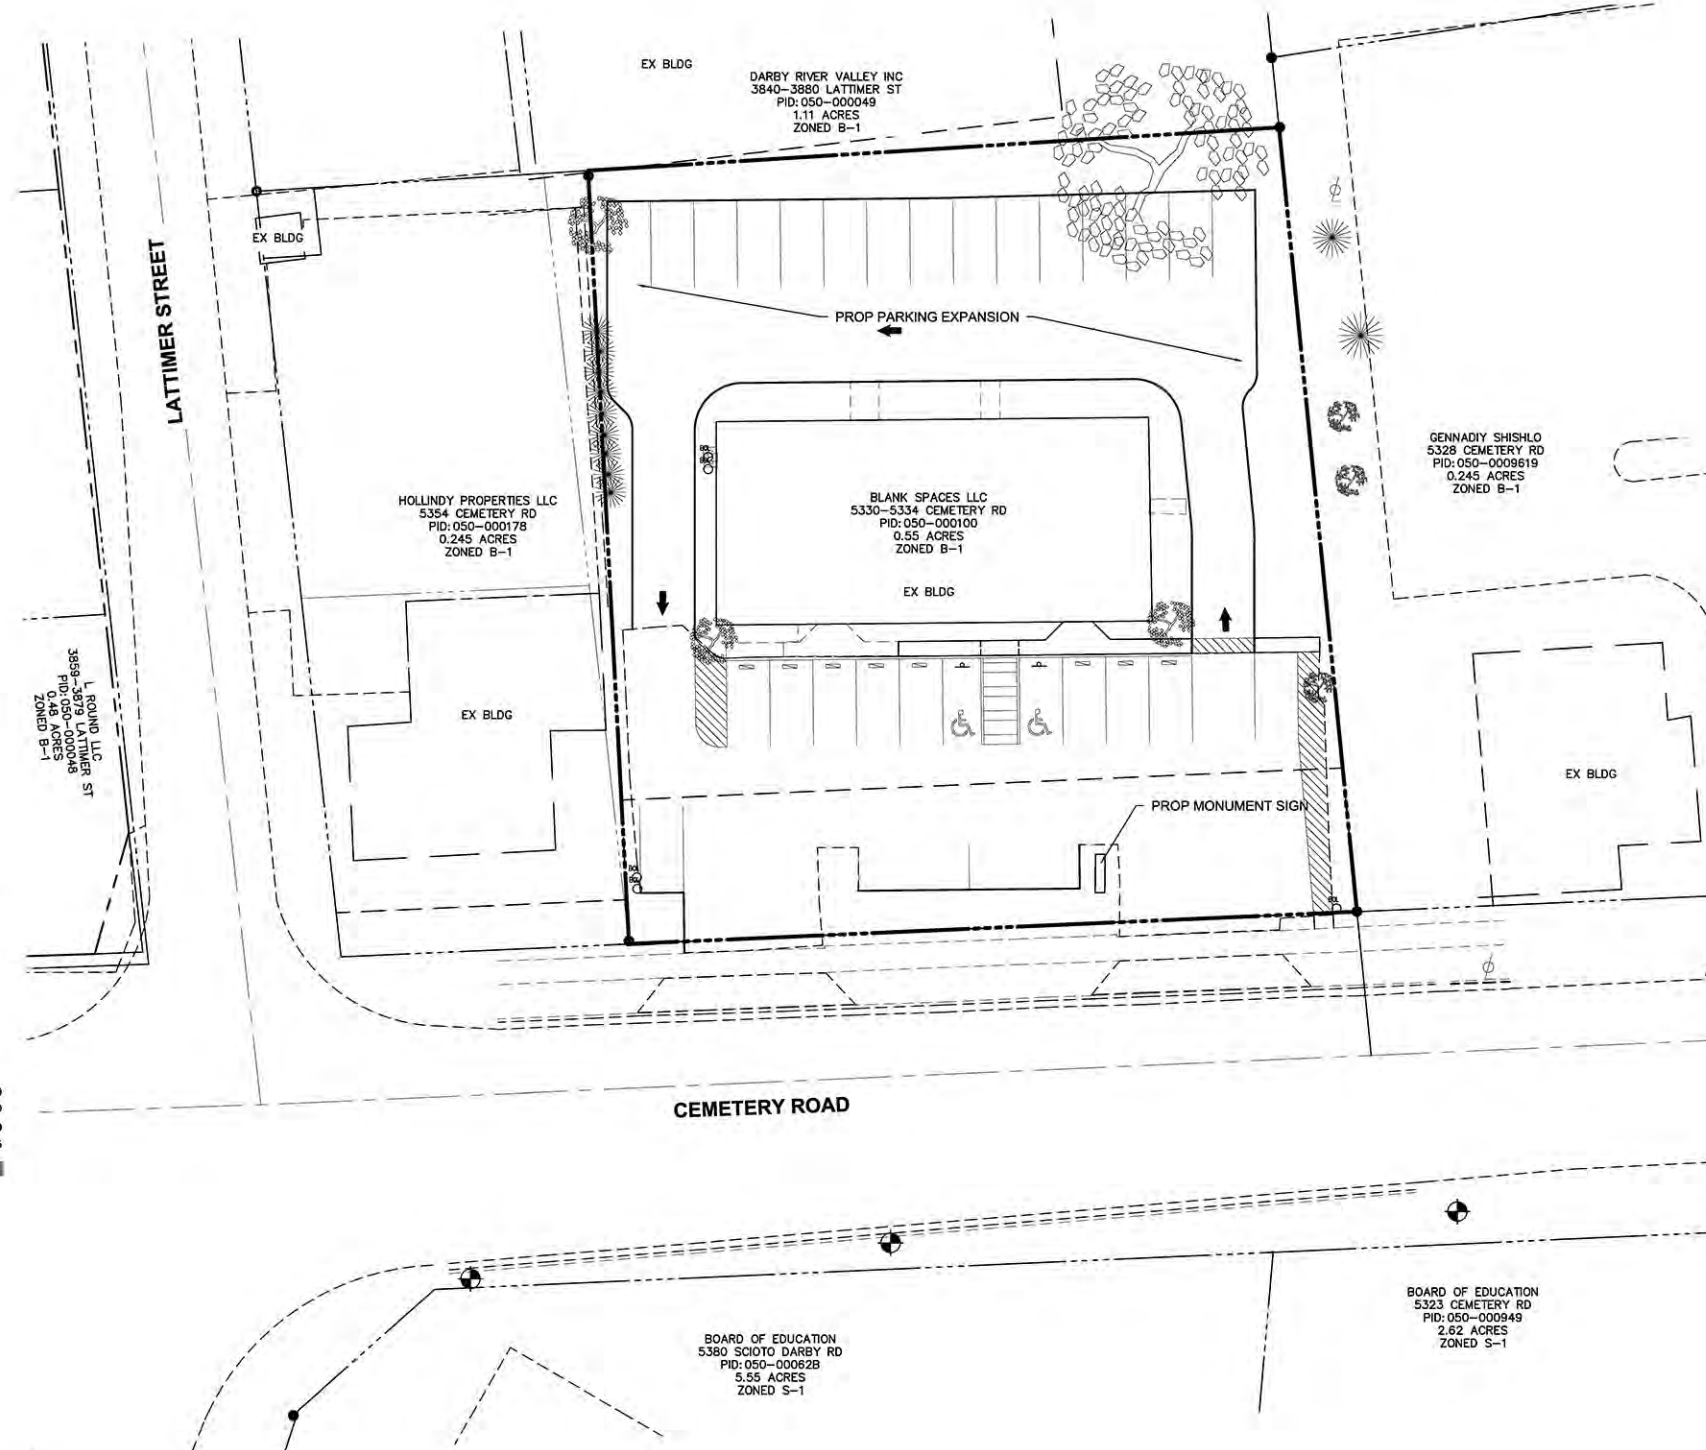 EX BLDG
DARBY RIVER VALLEY INC
3840-3880 LATTIMER ST
PID: 050-000049
1.11 ACRES
ZONED B-1
EX BLDG
LATTIMER STREET
PROP PARKING EXPANSION
GENNADIY SHISHLO
5328 CEMETERY RD
PID: 050-0009619
0.245 ACRES
ZONED B-1
HOLLINDY PROPERTIES LLC
5354 CEMETERY RD
PID: 050-000178
0.245 ACRES
ZONED B-1
BLANK SPACES LLC
5330-5334 CEMETERY RD
PID: 050-000100
0.55 ACRES
ZONED B-1
EX BLDG
L ROUND LLC
3859-3879 LATTIMER ST
PID: 050-000048
0.48 ACRES
ZONED B-1
EX BLDG
EX BLDG
PROP MONUMENT SIGN
CEMETERY ROAD
BOARD OF EDUCATION
5323 CEMETERY RD
PID: 050-000949
2.62 ACRES
ZONED S-1
BOARD OF EDUCATION
5380 SCIOTO DARBY RD
PID: 050-00062B
5.55 ACRES
ZONED S-1